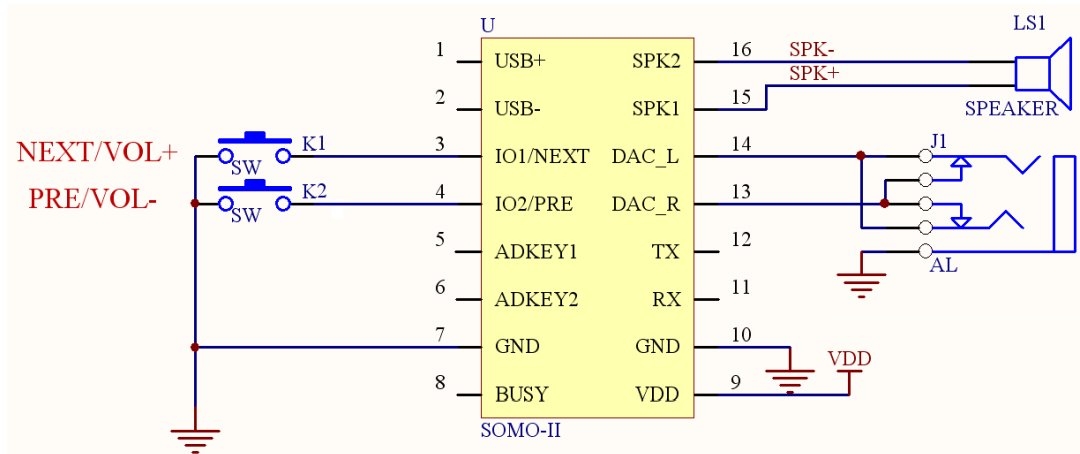 U
LS1
1 USB+ SPK2 16 SPK-
SPK+
2 USB- SPK1 15
SPEAKER
NEXT/VOL+ SW K1 3 IO1/NEXT DAC_L 14 J1
PRE/VOL- SW K2 4 IO2/PRE DAC_R 13
5 ADKEY1 TX 12
AL
6 ADKEY2 RX 11
7 GND GND 10
VDD
8 BUSY VDD 9
SOMO-II